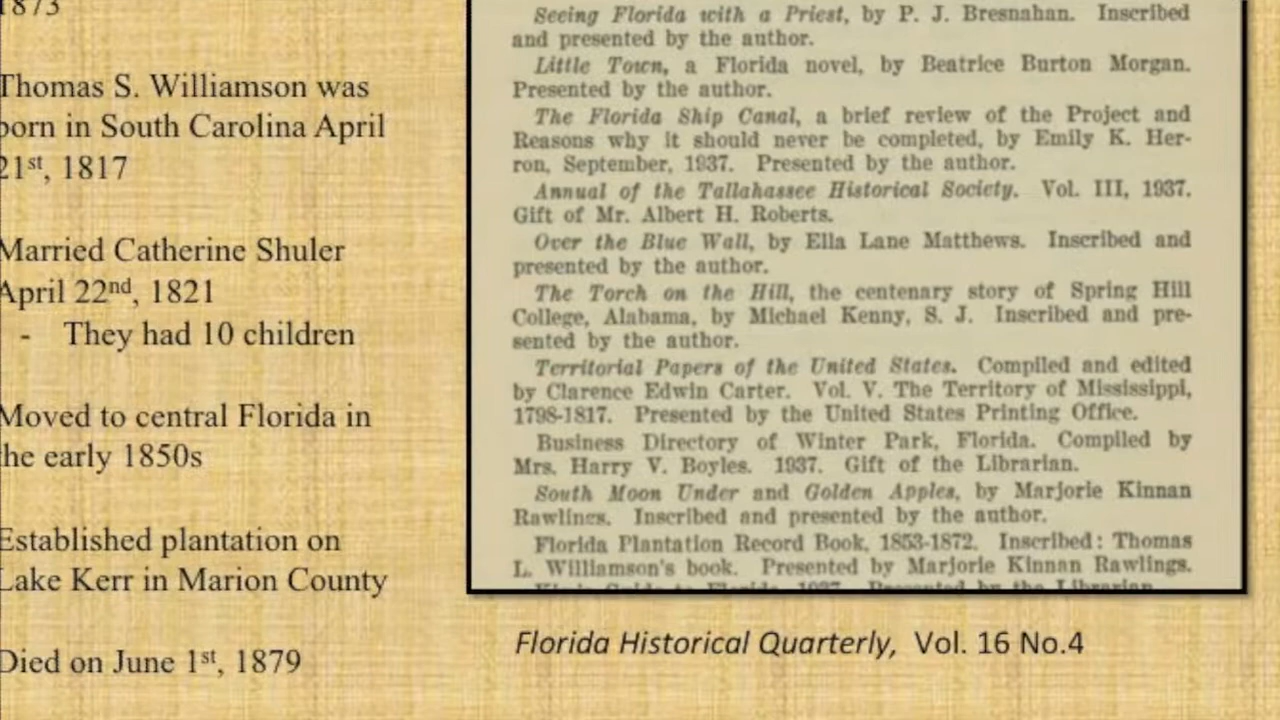 1873
Thomas S. Williamson was
born in South Carolina April
21st, 1817
Married Catherine Shuler
April 22nd, 1821
- They had 10 children
Moved to central Florida in
the early 1850s
Established plantation on
Lake Kerr in Marion County
Died on June 1st, 1879
Seeing Florida with a Priest, by P. J. Bresnahan. Inscribed
and presented by the author.
Little Town, a Florida novel, by Beatrice Burton Morgan.
Presented by the author.
The Florida Ship Canal, a brief review of the Project and
Reasons why it should never be completed, by Emily K. Her-
ron, September, 1937. Presented by the author.
Annual of the Tallahassee Historical Society. Vol. III, 1937.
Gift of Mr. Albert H. Roberts.
Over the Blue Wall, by Ella Lane Matthews. Inscribed and
presented by the author.
The Torch on the Hill, the centenary story of Spring Hill
College, Alabama, by Michael Kenny, S. J. Inscribed and pre-
sented by the author.
Territorial Papers of the United States. Compiled and edited
by Clarence Edwin Carter. Vol. V. The Territory of Mississippi,
1798-1817. Presented by the United States Printing Office.
Business Directory of Winter Park, Florida. Compiled by
Mrs. Harry V. Boyles. 1937. Gift of the Librarian.
South Moon Under and Golden Apples, by Marjorie Kinnan
Rawlings. Inscribed and presented by the author.
Florida Plantation Record Book, 1853-1872. Inscribed: Thomas
L. Williamson's book. Presented by Marjorie Kinnan Rawlings.
Guide to Florida 1937. Presented by the Librarian
Florida Historical Quarterly, Vol. 16 No.4